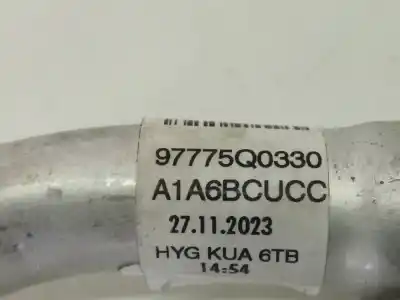 97775Q0330
A1A6BCUCC
27.11.2023
HYG KUA 6TB
14:54